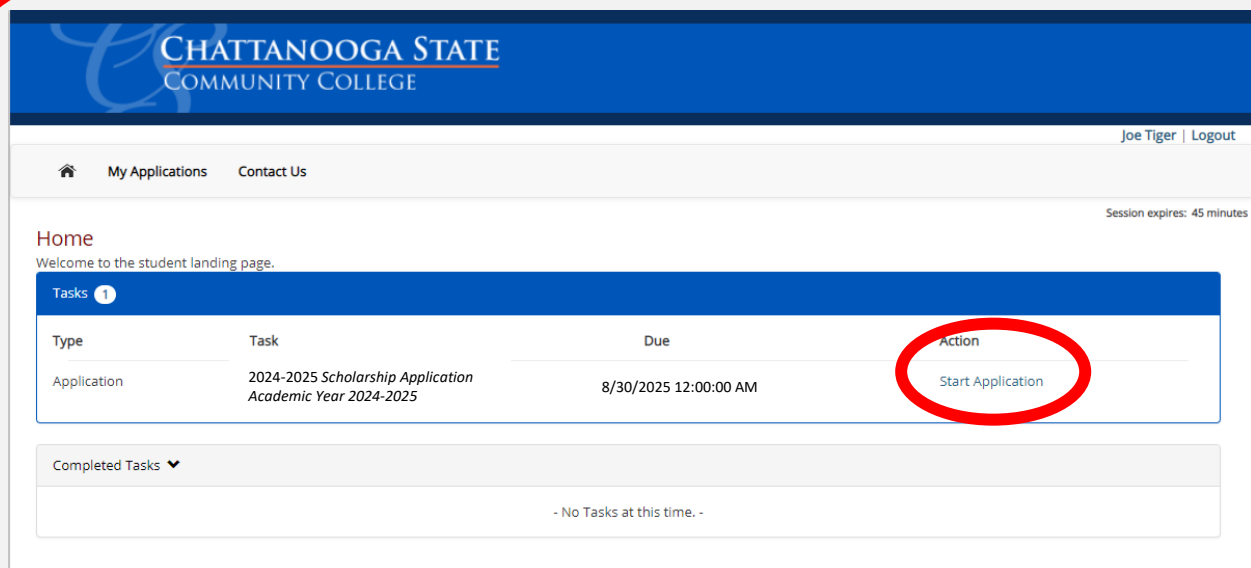 CHATTANOOGA STATE
COMMUNITY COLLEGE
Joe Tiger | Logout
My Applications Contact Us
Session expires: 45 minutes
Home
Welcome to the student landing page.
Tasks 1
Type Task Due Action
Application 2024-2025 Scholarship Application 8/30/2025 12:00:00 AM Start Application
Academic Year 2024-2025
Completed Tasks
- No Tasks at this time. -